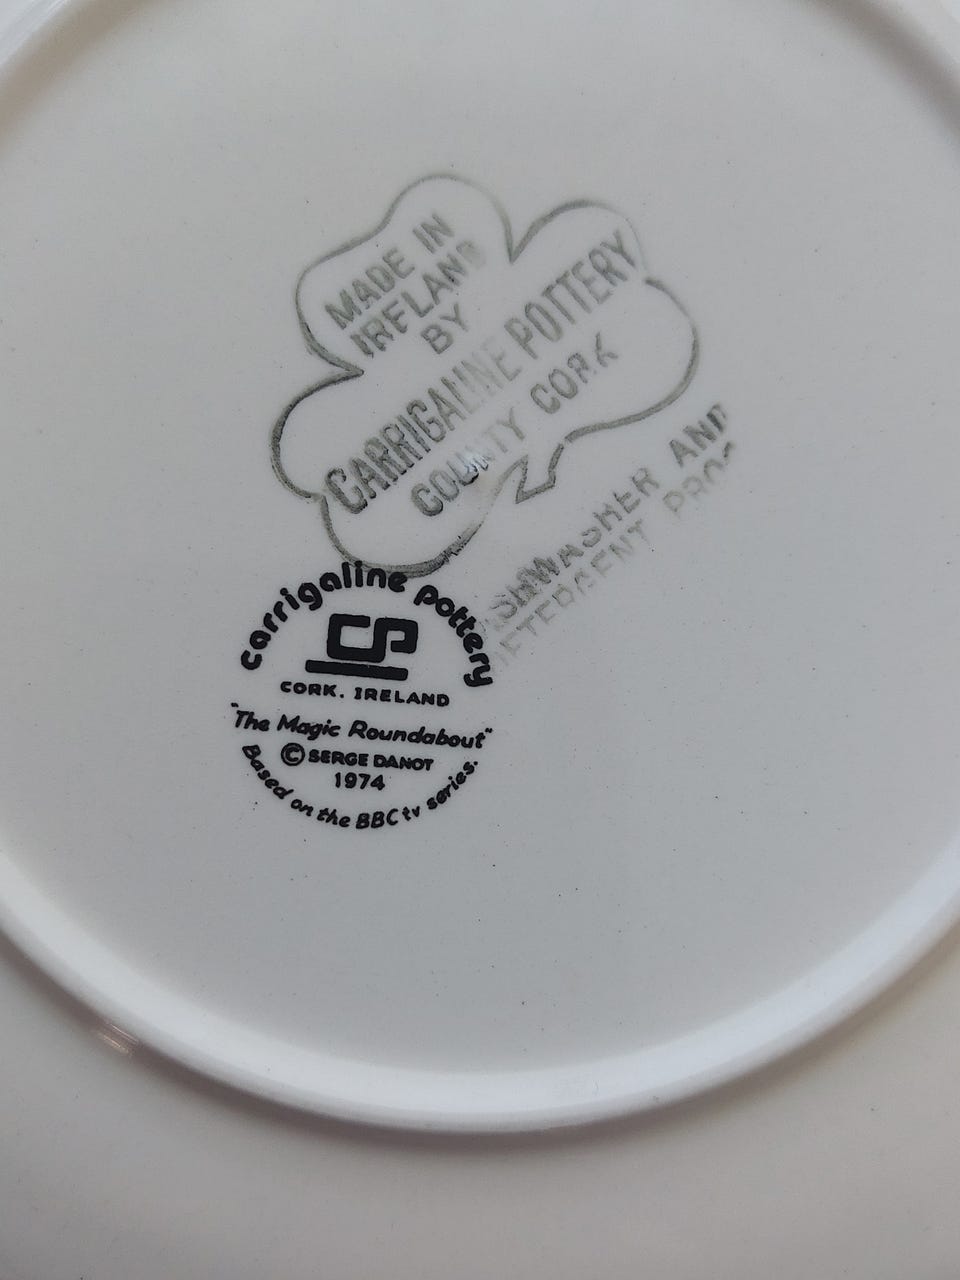 MADE IN
IRELAND
BY
CARRIGALINE POTTERY
COUNTY CORK
AND
carrigaline pottery
CP
CORK. IRELAND
"The Magic Roundabout"
© SERGE DANOT
1974
Based on the BBC tv series.